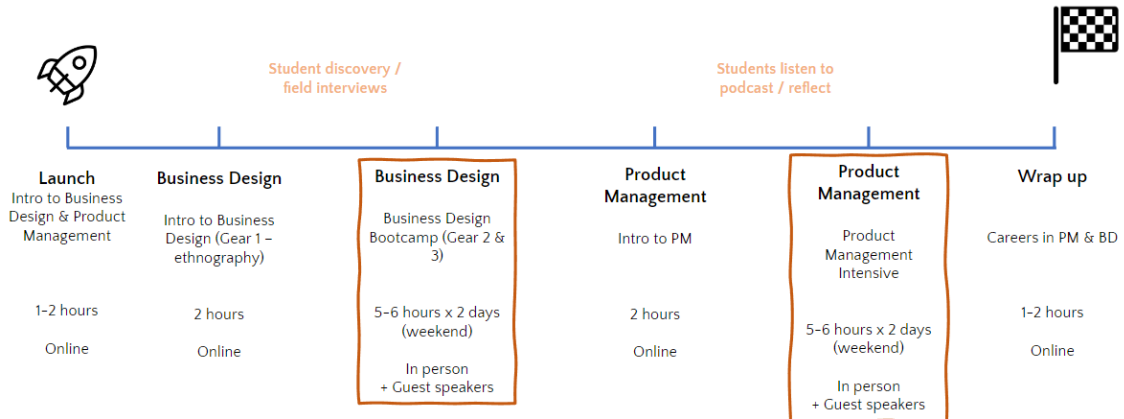 Student discovery /
field interviews
Students listen to
podcast / reflect
Launch
Intro to Business
Design & Product
Management
1-2 hours
Online
Business Design
Intro to Business
Design (Gear 1 –
ethnography)
2 hours
Online
Business Design
Business Design
Bootcamp (Gear 2 &
3)
5-6 hours x 2 days
(weekend)
In person
+ Guest speakers
Product
Management
Intro to PM
2 hours
Online
Product
Management
Product
Management
Intensive
5-6 hours x 2 days
(weekend)
In person
+ Guest speakers
Wrap up
Careers in PM & BD
1-2 hours
Online